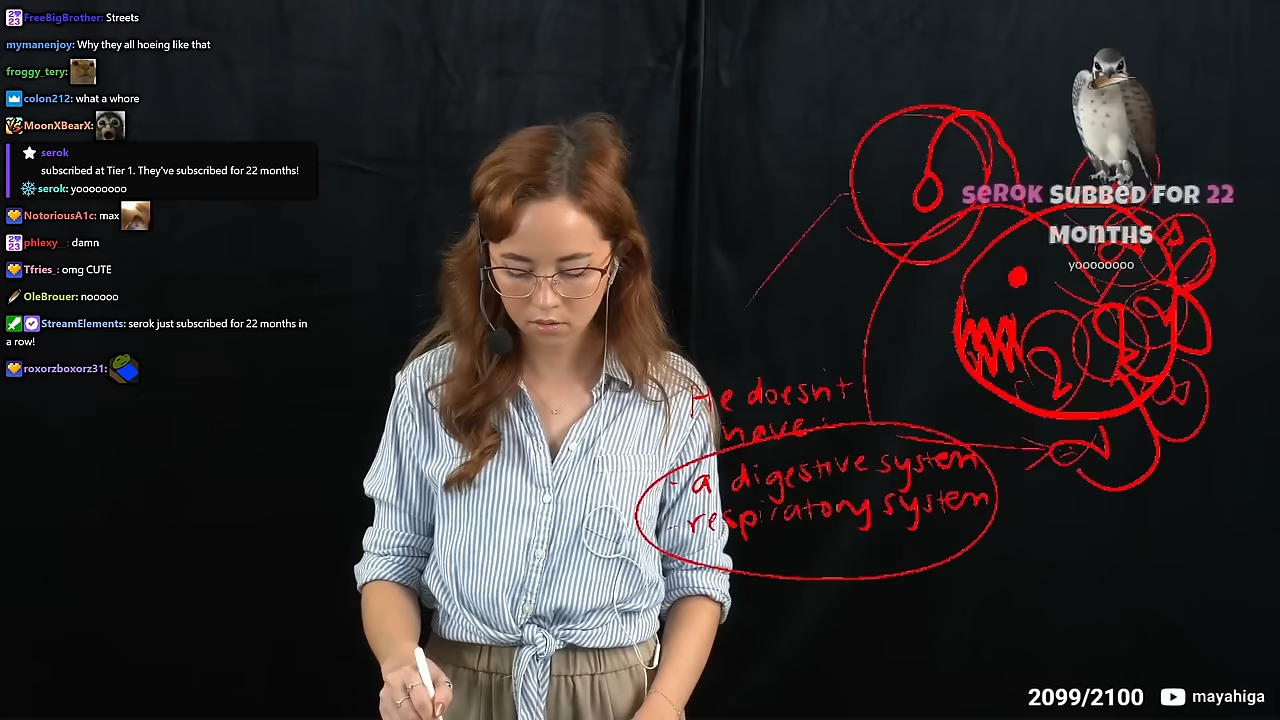 FreeBigBrother: Streets
mymanenjoy: Why they all hoeing like that
froggy_tery:
colon212: what a whore
MoonXBearX:
serok
subscribed at Tier 1. They've subscribed for 22 months!
serok: yoooooooo
NotoriousA1c: max
phlexy_: damn
Tfries_: omg CUTE
OleBrouer: nooooo
StreamElements: serok just subscribed for 22 months in
a row!
roxorzboxorz31:
serok subbed for 22
months
yoooooooo
He doesn't
have:
- a digestive system
- respiratory system
2099/2100
mayahiga